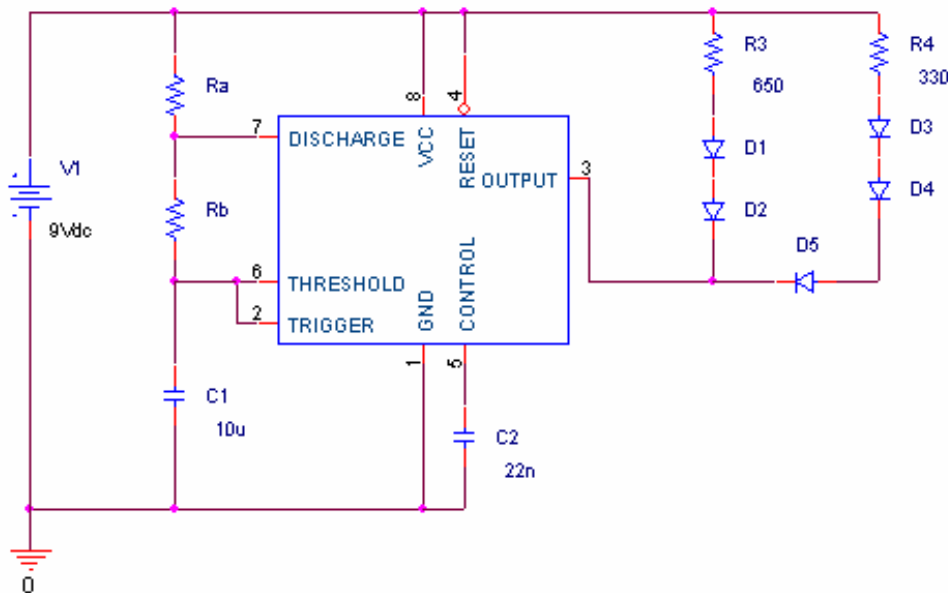 Ra
7
DISCHARGE
8
VCC
4
RESET
OUTPUT
3
R3
650
R4
330
D1
D2
D3
D4
D5
V1
9Vdc
Rb
6
THRESHOLD
2
TRIGGER
GND
1
CONTROL
5
C1
10u
C2
22n
0